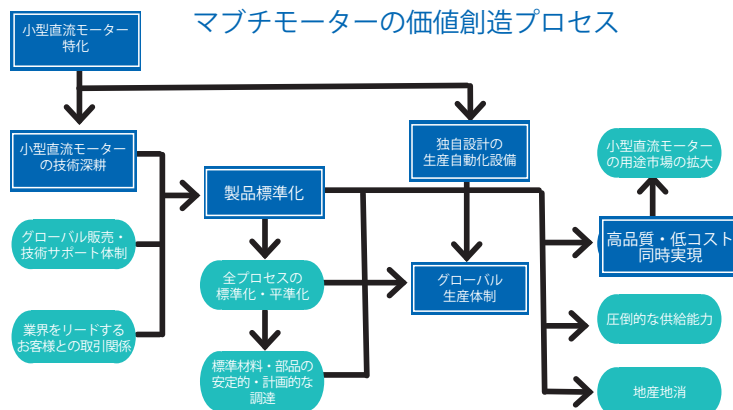 マブチモーターの価値創造プロセス
小型直流モーター
特化
小型直流モーター
の技術深耕
独自設計の
生産自動化設備
小型直流モーター
の用途市場の拡大
製品標準化
グローバル販売・
技術サポート体制
高品質・低コスト
同時実現
全プロセスの
標準化・平準化
グローバル
生産体制
業界をリードする
お客様との取引関係
圧倒的な供給能力
標準材料・部品の
安定的・計画的な
調達
地産地消